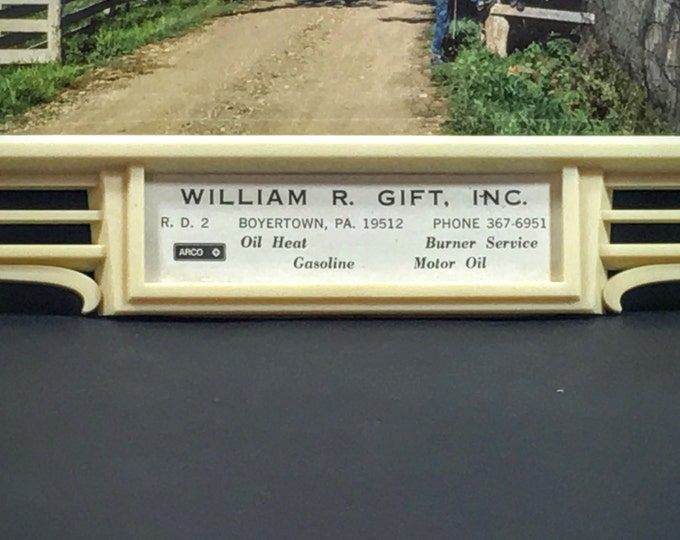 WILLIAM R. GIFT, INC.
R. D. 2 BOYERTOWN, PA. 19512 PHONE 367-6951
ARCO Oil Heat Burner Service
Gasoline Motor Oil